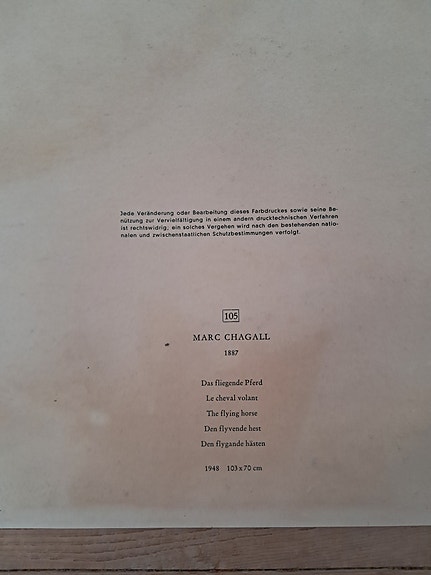 Jede Veränderung oder Bearbeitung dieses Farbdruckes sowie seine Be-
nützung zur Vervielfältigung in einem andern drucktechnischen Verfahren
ist rechtswidrig; ein solches Vergehen wird nach den bestehenden natio-
nalen und zwischenstaatlichen Schutzbestimmungen verfolgt.
105
MARC CHAGALL
1887
Das fliegende Pferd
Le cheval volant
The flying horse
Den flyvende hest
Den flygande hästen
1948 103 x 70 cm